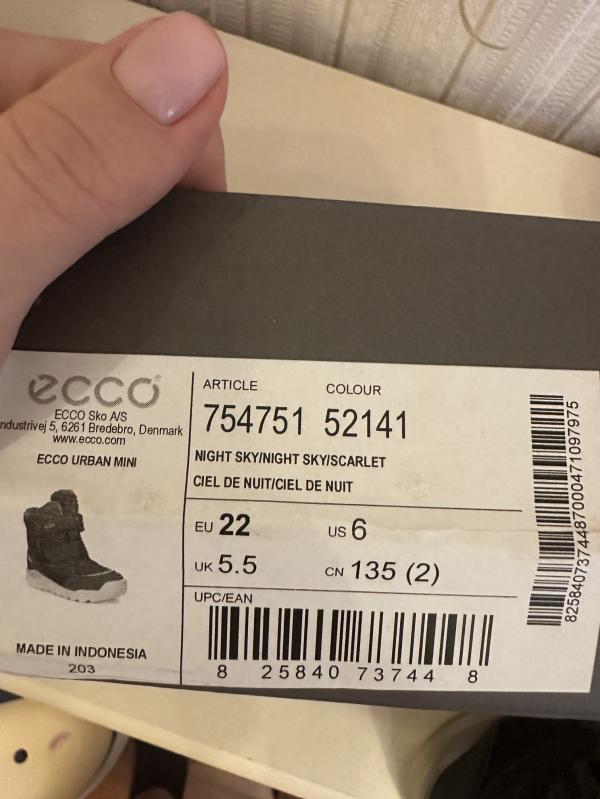 ecco®
ECCO Sko A/S
ndustrivej 5, 6261 Bredebro, Denmark
www.ecco.com
ECCO URBAN MINI
MADE IN INDONESIA
203
ARTICLE COLOUR
754751 52141
NIGHT SKY/NIGHT SKY/SCARLET
CIEL DE NUIT/CIEL DE NUIT
EU 22 US 6
UK 5.5 CN 135 (2)
UPC/EAN
8 25840 73744 8
82584073744870004710979​75